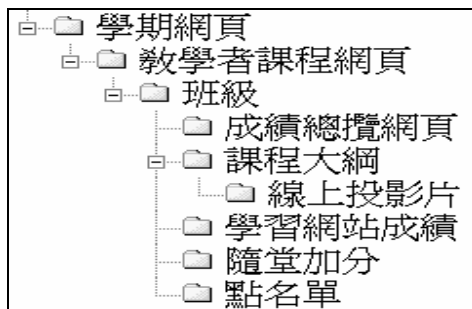 學期網頁
教學者課程網頁
班級
成績總攬網頁
課程大綱
線上投影片
學習網站成績
隨堂加分
點名單